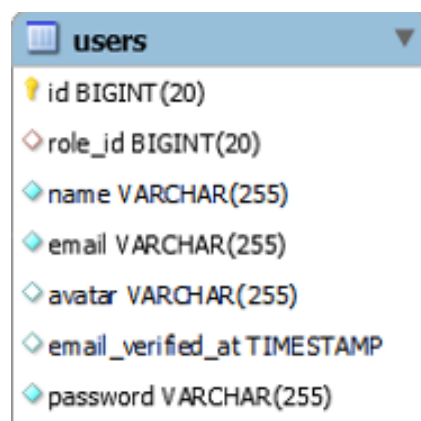 users
id BIGINT(20)
role_id BIGINT(20)
name VARCHAR(255)
email VARCHAR(255)
avatar VARCHAR(255)
email_verified_at TIMESTAMP
password VARCHAR(255)